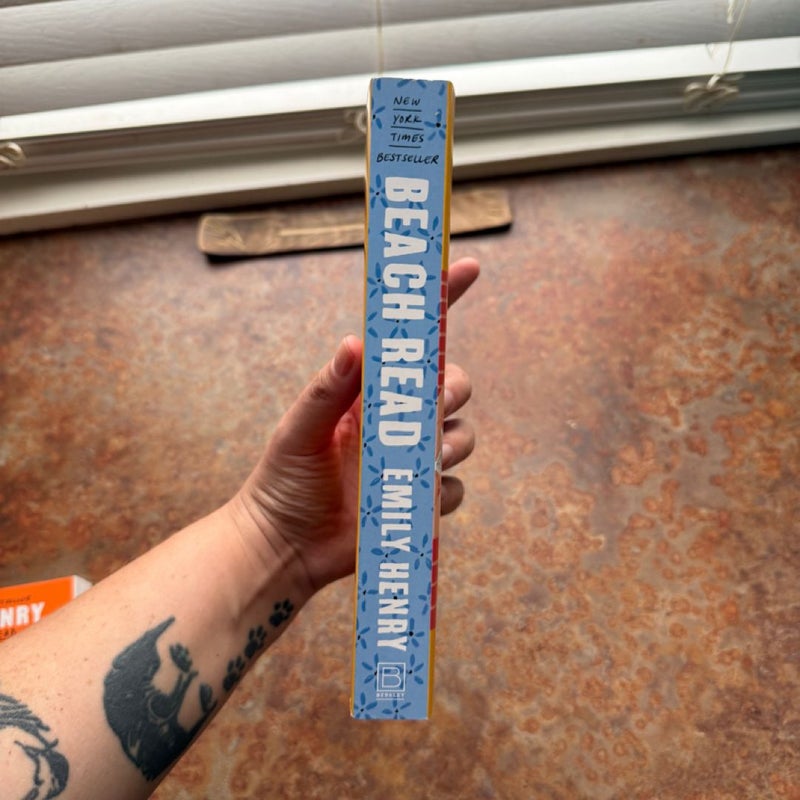 NEW
YORK
TIMES
BESTSELLER
BEACH READ
EMILY HENRY
B
BERKLEY
NRY